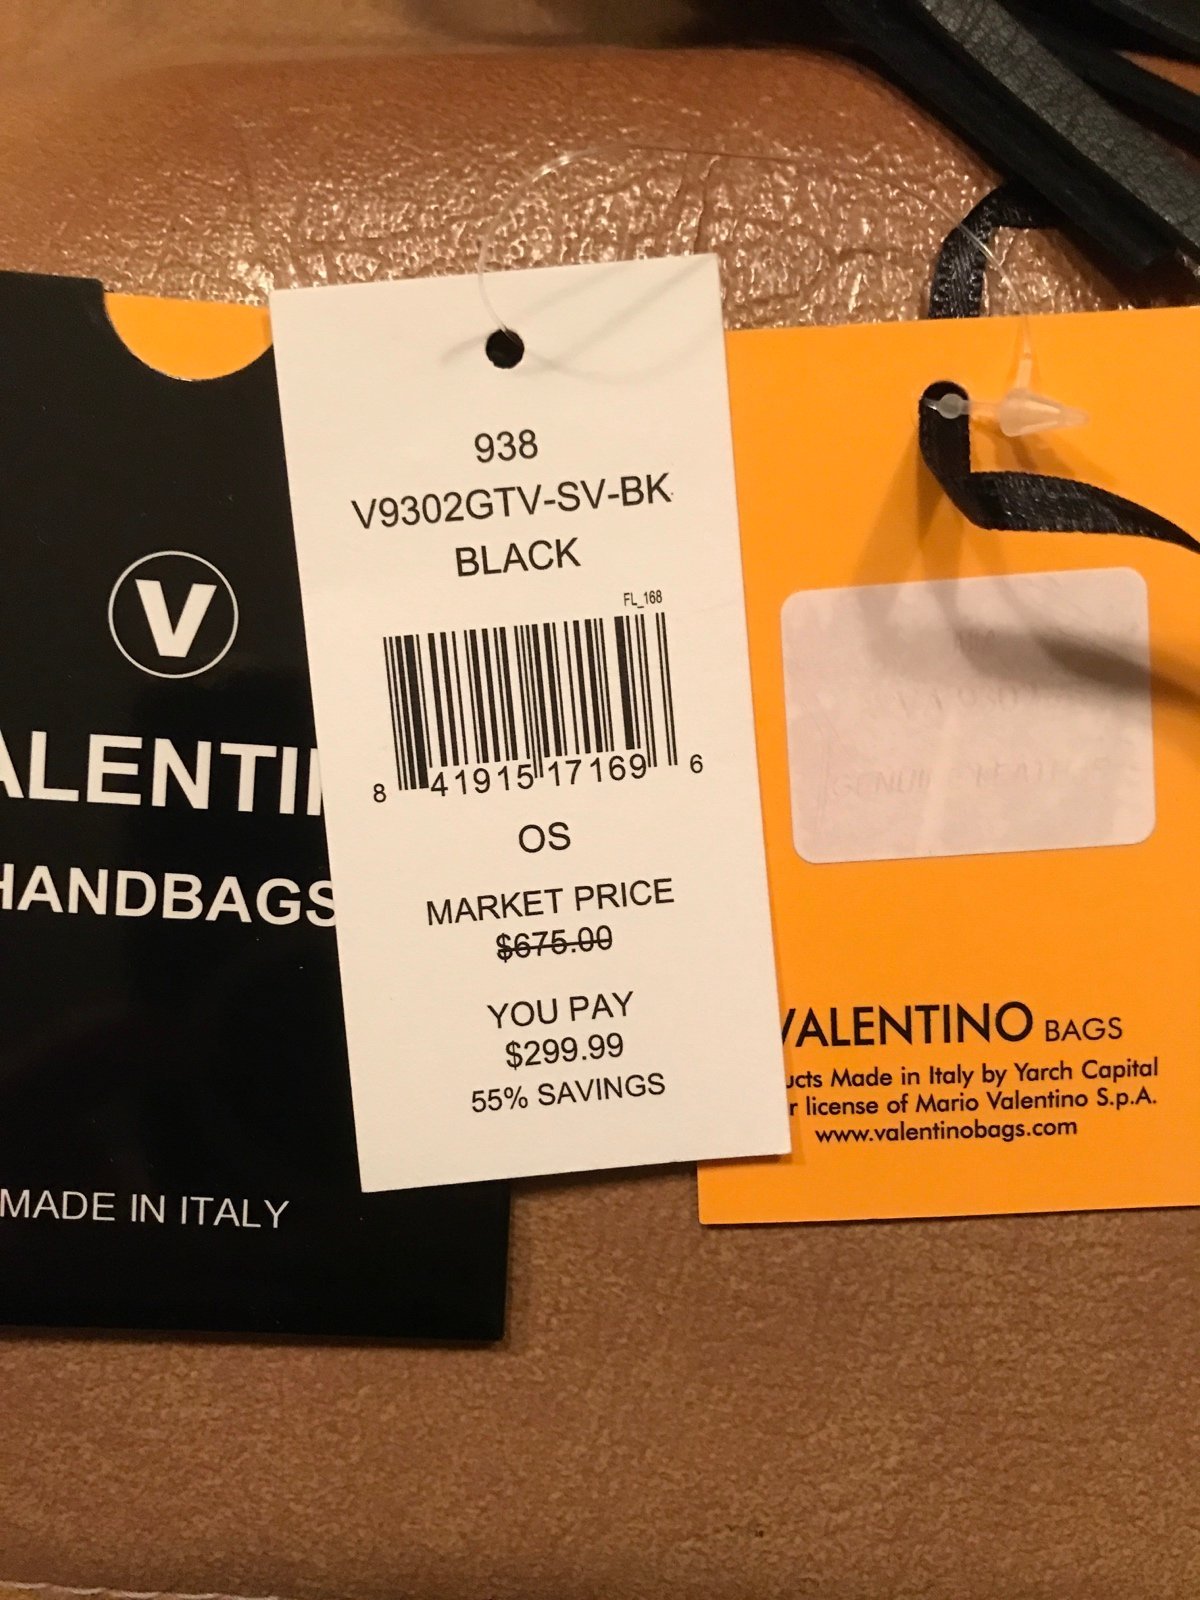 V
ALENTI
HANDBAGS
MADE IN ITALY
938
V9302GTV-SV-BK
BLACK
FL_168
8 41915 17169 6
OS
MARKET PRICE
$675.00
YOU PAY
$299.99
55% SAVINGS
VALENTINO BAGS
ucts Made in Italy by Yarch Capital
r license of Mario Valentino S.p.A.
www.valentinobags.com